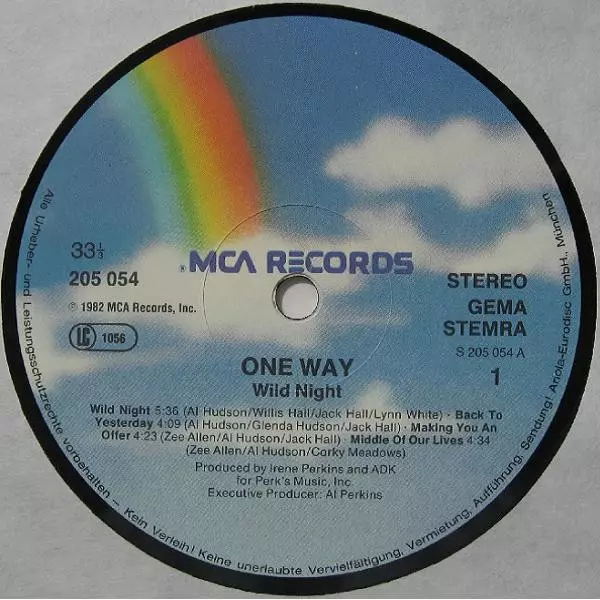 MCA RECORDS
33⅓
205 054
℗ 1982 MCA Records, Inc.
LC 1056
STEREO
GEMA
STEMRA
S 205 054 A
1
ONE WAY
Wild Night
Wild Night 5:36 (Al Hudson/Willis Hall/Jack Hall/Lynn White) · Back To
Yesterday 4:09 (Al Hudson/Glenda Hudson/Jack Hall) · Making You An
Offer 4:23 (Zee Allen/Al Hudson/Jack Hall) · Middle Of Our Lives 4:34
(Zee Allen/Al Hudson/Corky Meadows)
Produced by Irene Perkins and ADK
for Perk's Music, Inc.
Executive Producer: Al Perkins
Alle Urheber- und Leistungsschutzrechte vorbehalten – Kein Verleih! Keine unerlaubte Vervielfältigung, Vermietung, Aufführung, Sendung! Ariola-Eurodisc GmbH., München